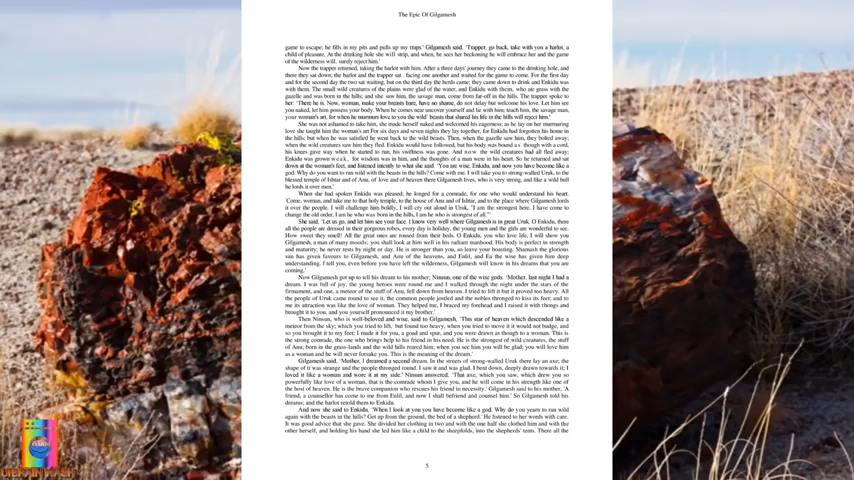 The Epic Of Gilgamesh
game to escape; he fills in my pits and pulls up my traps.' Gilgamesh said, 'Trapper, go back, take with you a harlot, a
child of pleasure. At the drinking hole she will strip, and when, he sees her beckoning he will embrace her and the game
of the wilderness will. surely reject him.'
Now the trapper returned, taking the harlot with him. After a three days' journey they came to the drinking hole, and
there they sat down; the harlot and the trapper sat . facing one another and waited for the game to come. For the first day
and for the second day the two sat waiting, but on the third day the herds came; they came down to drink and Enkidu was
with them. The small wild creatures of the plains were glad of the water, and Enkidu with them, who ate grass with the
gazelle and was born in the hills; and she saw him, the savage man, come from far-off in the hills. The trapper spoke to
her: 'There he is. Now, woman, make your breasts bare, have no shame, do not delay but welcome his love. Let him see
you naked, let him possess your body. When he comes near uncover yourself and lie with him; teach him, the savage man,
your woman's art, for when he murmurs love to you the wild' beasts that shared his life in the hills will reject him.'
She was not ashamed to take him, she made herself naked and welcomed his eagerness; as he lay on her murmuring
love she taught him the woman's art For six days and seven nights they lay together, for Enkidu had forgotten his home in
the hills; but when he was satisfied he went back to the wild beasts. Then, when the gazelle saw him, they bolted away;
when the wild creatures saw him they fled. Enkidu would have followed, but his body was bound as though with a cord,
his knees gave way when he started to run, his swiftness was gone. And now the wild creatures had all fled away;
Enkidu was grown weak, for wisdom was in him, and the thoughts of a man were in his heart. So he returned and sat
down at the woman's feet, and listened intently to what she said. 'You are wise, Enkidu, and now you have become like a
god. Why do you want to run wild with the beasts in the hills? Come with me. I will take you to strong-walled Uruk, to the
blessed temple of Ishtar and of Anu, of love and of heaven there Gilgamesh lives, who is very strong, and like a wild bull
he lords it over men.'
When she had spoken Enkidu was pleased; he longed for a comrade, for one who would understand his heart.
'Come, woman, and take me to that holy temple, to the house of Anu and of Ishtar, and to the place where Gilgamesh lords
it over the people. I will challenge him boldly, I will cry out aloud in Uruk, "I am the strongest here. I have come to
change the old order, I am he who was born in the hills, I am he who is strongest of all."'
She said, 'Let us go, and let him see your face. I know very well where Gilgamesh is in great Uruk. O Enkidu, there
all the people are dressed in their gorgeous robes, every day is holiday, the young men and the girls are wonderful to see.
How sweet they smell! All the great ones are roused from their beds. O Enkidu, you who love life, I will show you
Gilgamesh, a man of many moods; you shall look at him well in his radiant manhood. His body is perfect in strength
and maturity; he never rests by night or day. He is stronger than you, so leave your boasting. Shamash the glorious
sun has given favours to Gilgamesh, and Anu of the heavens, and Enlil, and Ea the wise has given him deep
understanding. f tell you, even before you have left the wilderness, Gilgamesh will know in his dreams that you are
coming.'
Now Gilgamesh got up to tell his dream to his mother; Ninsun, one of the wise gods. 'Mother, last night I had a
dream. I was full of joy, the young heroes were round me and I walked through the night under the stars of the
firmament, and one, a meteor of the stuff of Anu, fell down from heaven. I tried to lift it but it proved too heavy. All
the people of Uruk came round to see it, the common people jostled and the nobles thronged to kiss its feet; and to
me its attraction was like the love of woman. They helped me, I braced my forehead and I raised it with thongs and
brought it to you, and you yourself pronounced it my brother.'
Then Ninsun, who is well-beloved and wise, said to Gilgamesh, 'This star of heaven which descended like a
meteor from the sky; which you tried to lift, but found too heavy, when you tried to move it it would not budge, and
so you brought it to my feet; I made it for you, a goad and spur, and you were drawn as though to a woman. This is
the strong comrade, the one who brings help to his friend in his need. He is the strongest of wild creatures, the stuff
of Anu; born in the grass-lands and the wild hills reared him; when you see him you will be glad; you will love him
as a woman and he will never forsake you. This is the meaning of the dream.'
Gilgamesh said, 'Mother, I dreamed a second dream. In the streets of strong-walled Uruk there lay an axe; the
shape of it was strange and the people thronged round. I saw it and was glad. I bent down, deeply drawn towards it; I
loved it like a woman and wore it at my side.' Ninsun answered, 'That axe, which you saw, which drew you so
powerfully like love of a woman, that is the comrade whom I give you, and he will come in his strength like one of
the host of heaven. He is the brave companion who rescues his friend in necessity.' Gilgamesh said to his mother, 'A
friend, a counsellor has come to me from Enlil, and now I shall befriend and counsel him.' So Gilgamesh told his
dreams; and the harlot retold them to Enkidu.
And now she said to Enkidu, 'When I look at you you have become like a god. Why do you yearn to run wild
again with the beasts in the hills? Get up from the ground, the bed of a shepherd.' He listened to her words with care.
It was good advice that she gave. She divided her clothing in two and with the one half she clothed him and with the
other herself, and holding his hand she led him like a child to the sheepfolds, into the shepherds' tents. There all the
5